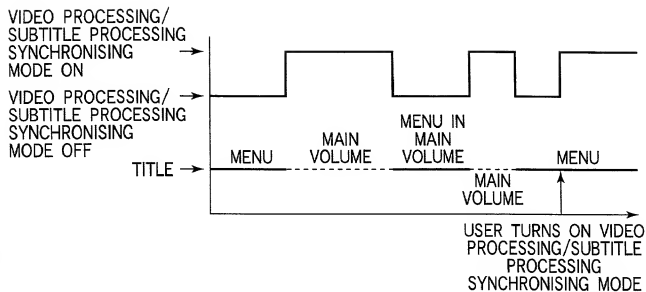 VIDEO PROCESSING/
SUBTITLE PROCESSING
SYNCHRONISING
MODE ON
VIDEO PROCESSING/
SUBTITLE PROCESSING
SYNCHRONISING
MODE OFF
TITLE
MENU
MAIN
VOLUME
MENU IN
MAIN
VOLUME
MAIN
VOLUME
MENU
USER TURNS ON VIDEO
PROCESSING/SUBTITLE
PROCESSING
SYNCHRONISING MODE